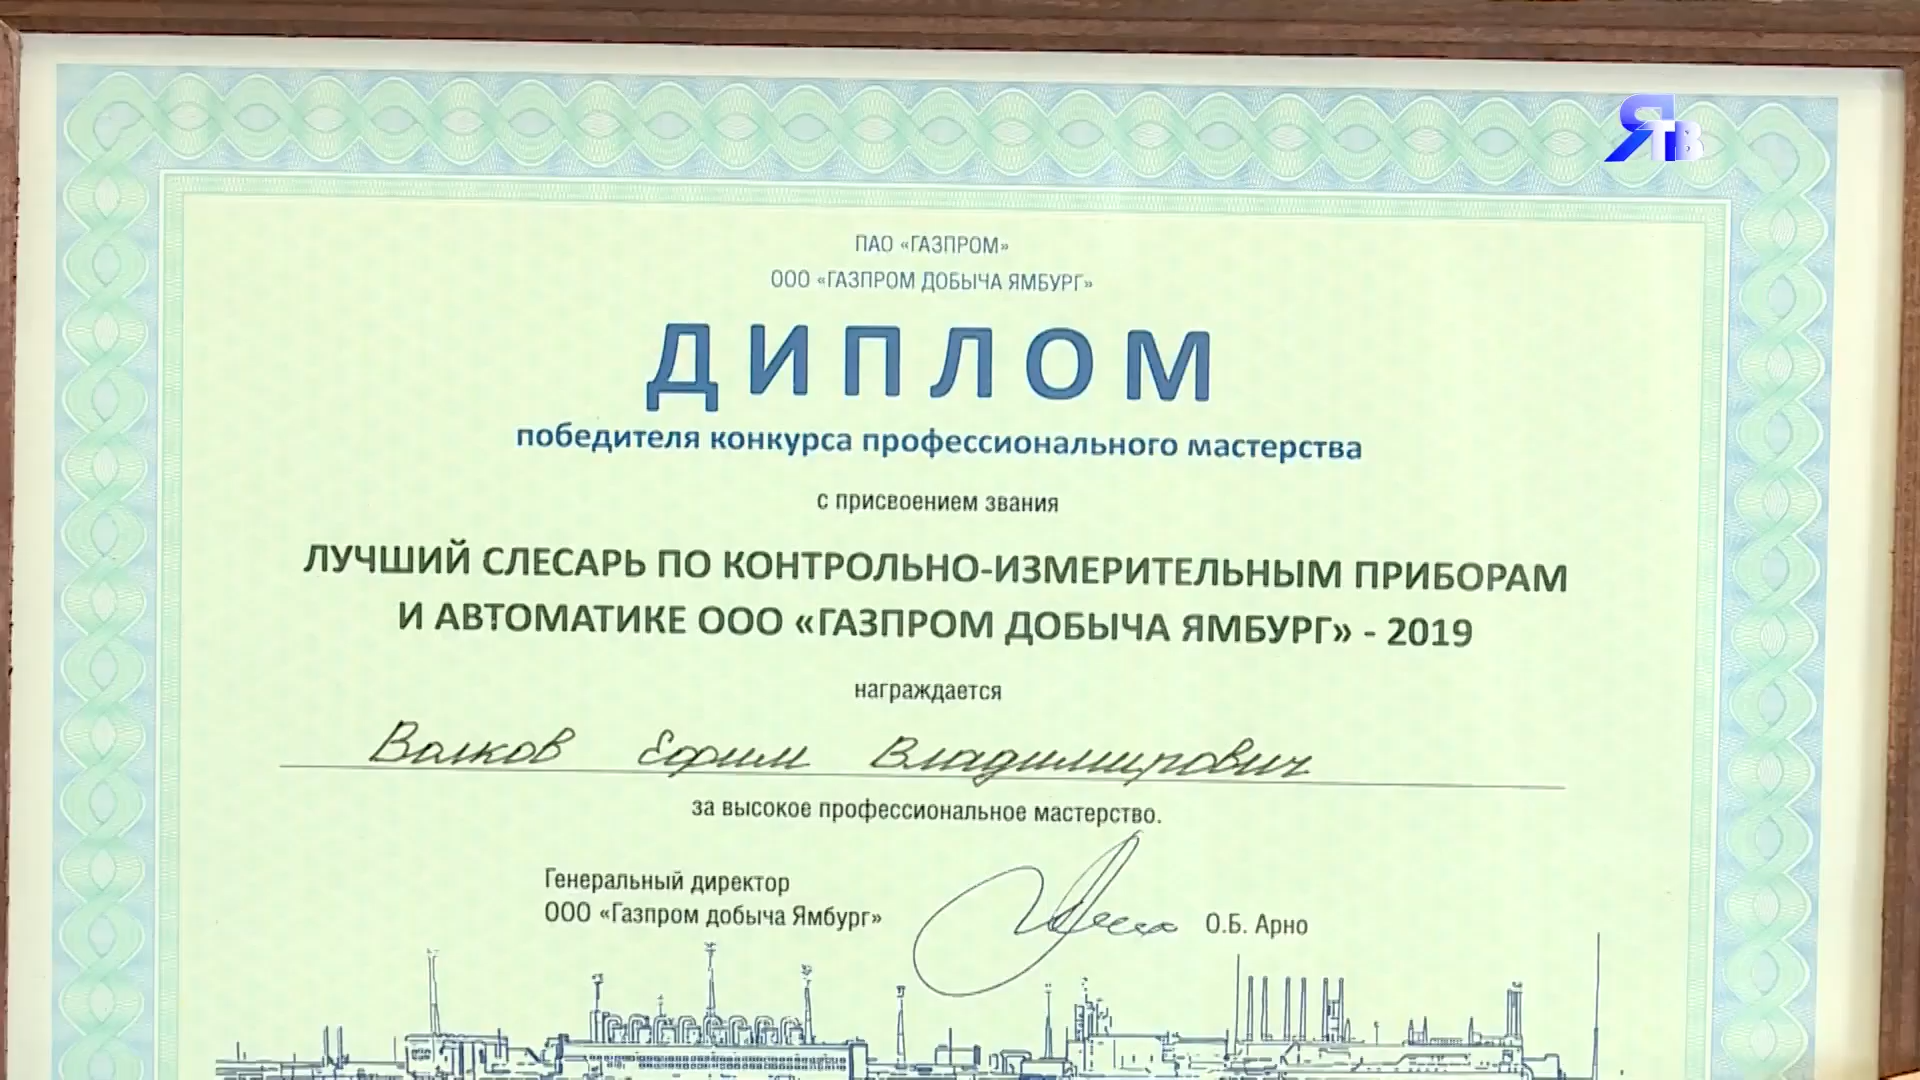 ЯТВ
ПАО «ГАЗПРОМ»
ООО «ГАЗПРОМ ДОБЫЧА ЯМБУРГ»
ДИПЛОМ
победителя конкурса профессионального мастерства
с присвоением звания
ЛУЧШИЙ СЛЕСАРЬ ПО КОНТРОЛЬНО-ИЗМЕРИТЕЛЬНЫМ ПРИБОРАМ
И АВТОМАТИКЕ ООО «ГАЗПРОМ ДОБЫЧА ЯМБУРГ» - 2019
награждается
Волков Ефим Владимирович
за высокое профессиональное мастерство.
Генеральный директор
ООО «Газпром добыча Ямбург» О.Б. Арно